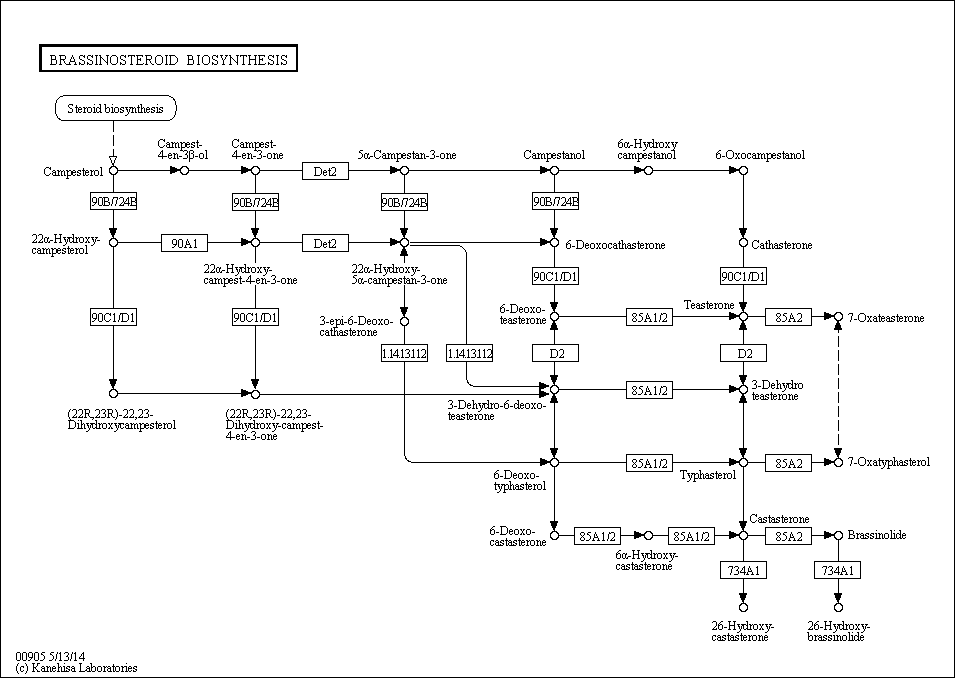 BRASSINOSTEROID BIOSYNTHESIS
Steroid biosynthesis
Campest-
4-en-3β-ol
Campest-
4-en-3-one
5α-Campestan-3-one
Campestanol
6α-Hydroxy
campestanol
6-Oxocampestanol
Campesterol
Det2
90B/724B
90B/724B
90B/724B
90B/724B
22α-Hydroxy-
campesterol
90A1
Det2
6-Deoxocathasterone
Cathasterone
22α-Hydroxy-
campest-4-en-3-one
22α-Hydroxy-
5α-campestan-3-one
90C1/D1
90C1/D1
90C1/D1
90C1/D1
3-epi-6-Deoxo-
cathasterone
6-Deoxo-
teasterone
85A1/2
Teasterone
85A2
7-Oxateasterone
1.14.13.112
1.14.13.112
D2
D2
85A1/2
3-Dehydro
teasterone
3-Dehydro-6-deoxo-
teasterone
(22R,23R)-22,23-
Dihydroxycampesterol
(22R,23R)-22,23-
Dihydroxy-campest-
4-en-3-one
6-Deoxo-
typhasterol
85A1/2
Typhasterol
85A2
7-Oxatyphasterol
6-Deoxo-
castasterone
85A1/2
6α-Hydroxy-
castasterone
85A1/2
Castasterone
85A2
Brassinolide
734A1
734A1
26-Hydroxy-
castasterone
26-Hydroxy-
brassinolide
00905 5/13/14
(c) Kanehisa Laboratories